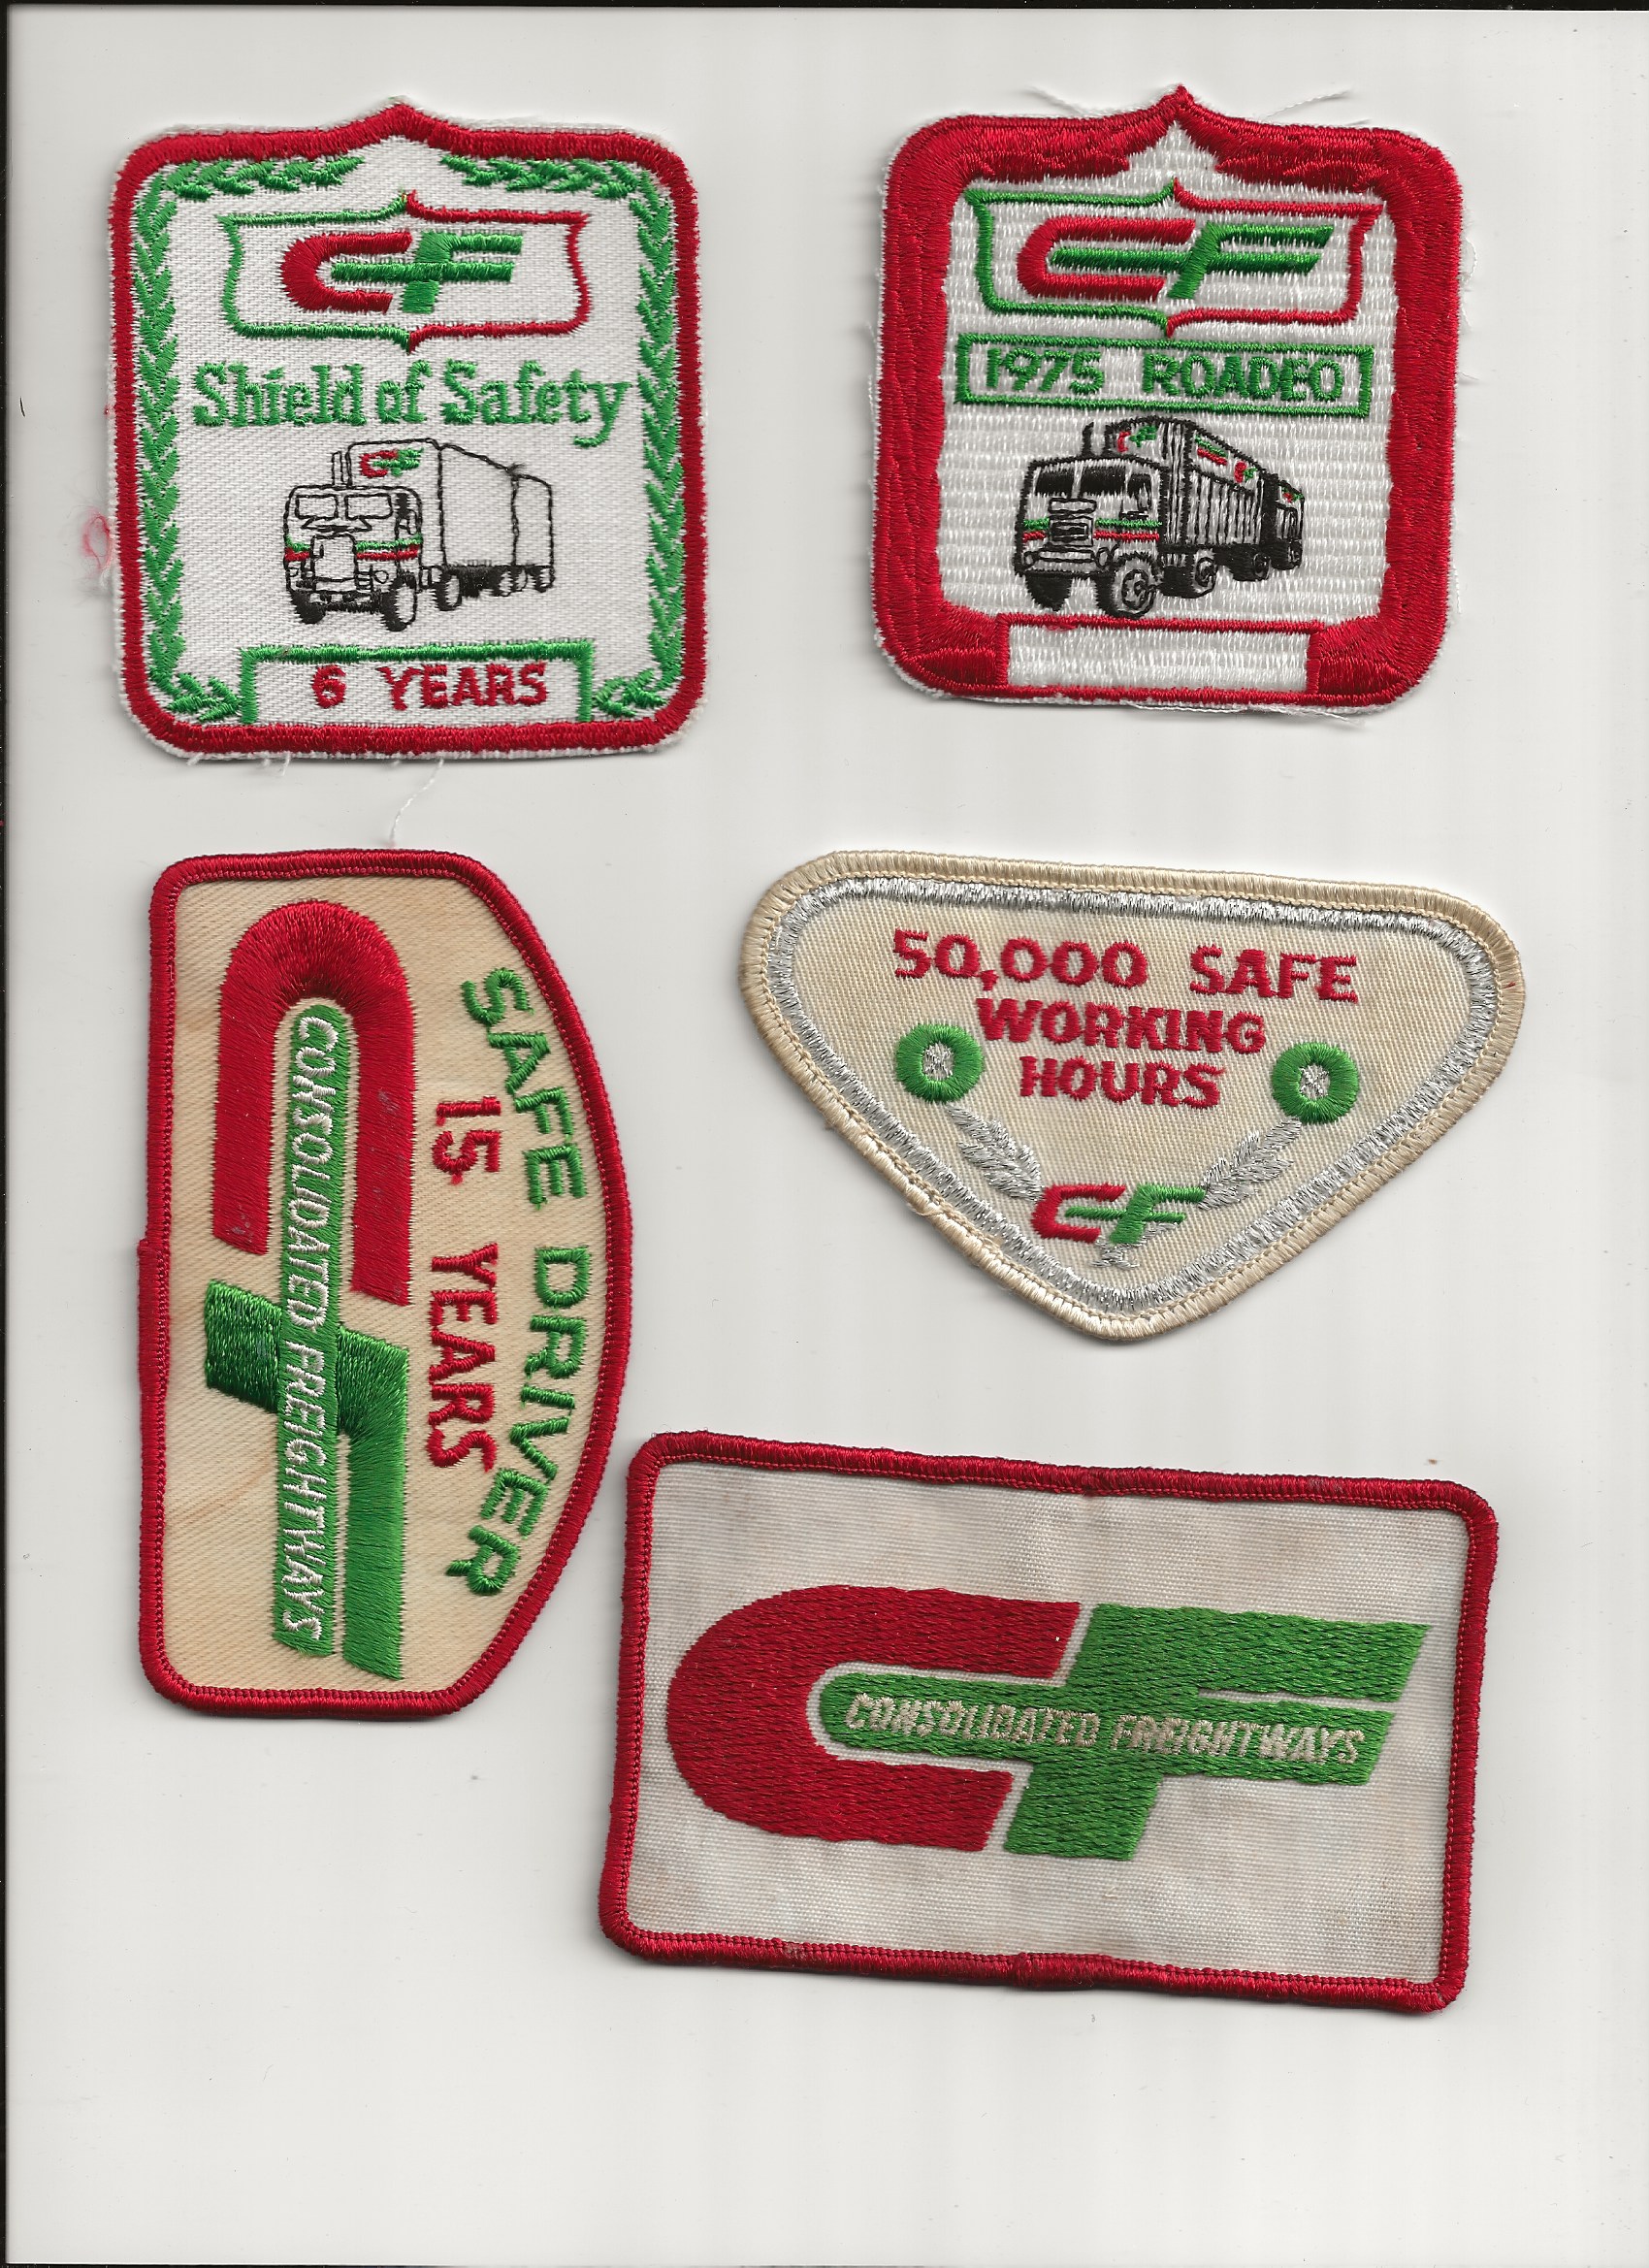 CF
Shield of Safety
CF
6 YEARS
CF
1975 ROADEO
CF
SAFE DRIVER
15 YEARS
CONSOLIDATED FREIGHTWAYS
50,000 SAFE
WORKING
HOURS
CF
CF
CONSOLIDATED FREIGHTWAYS